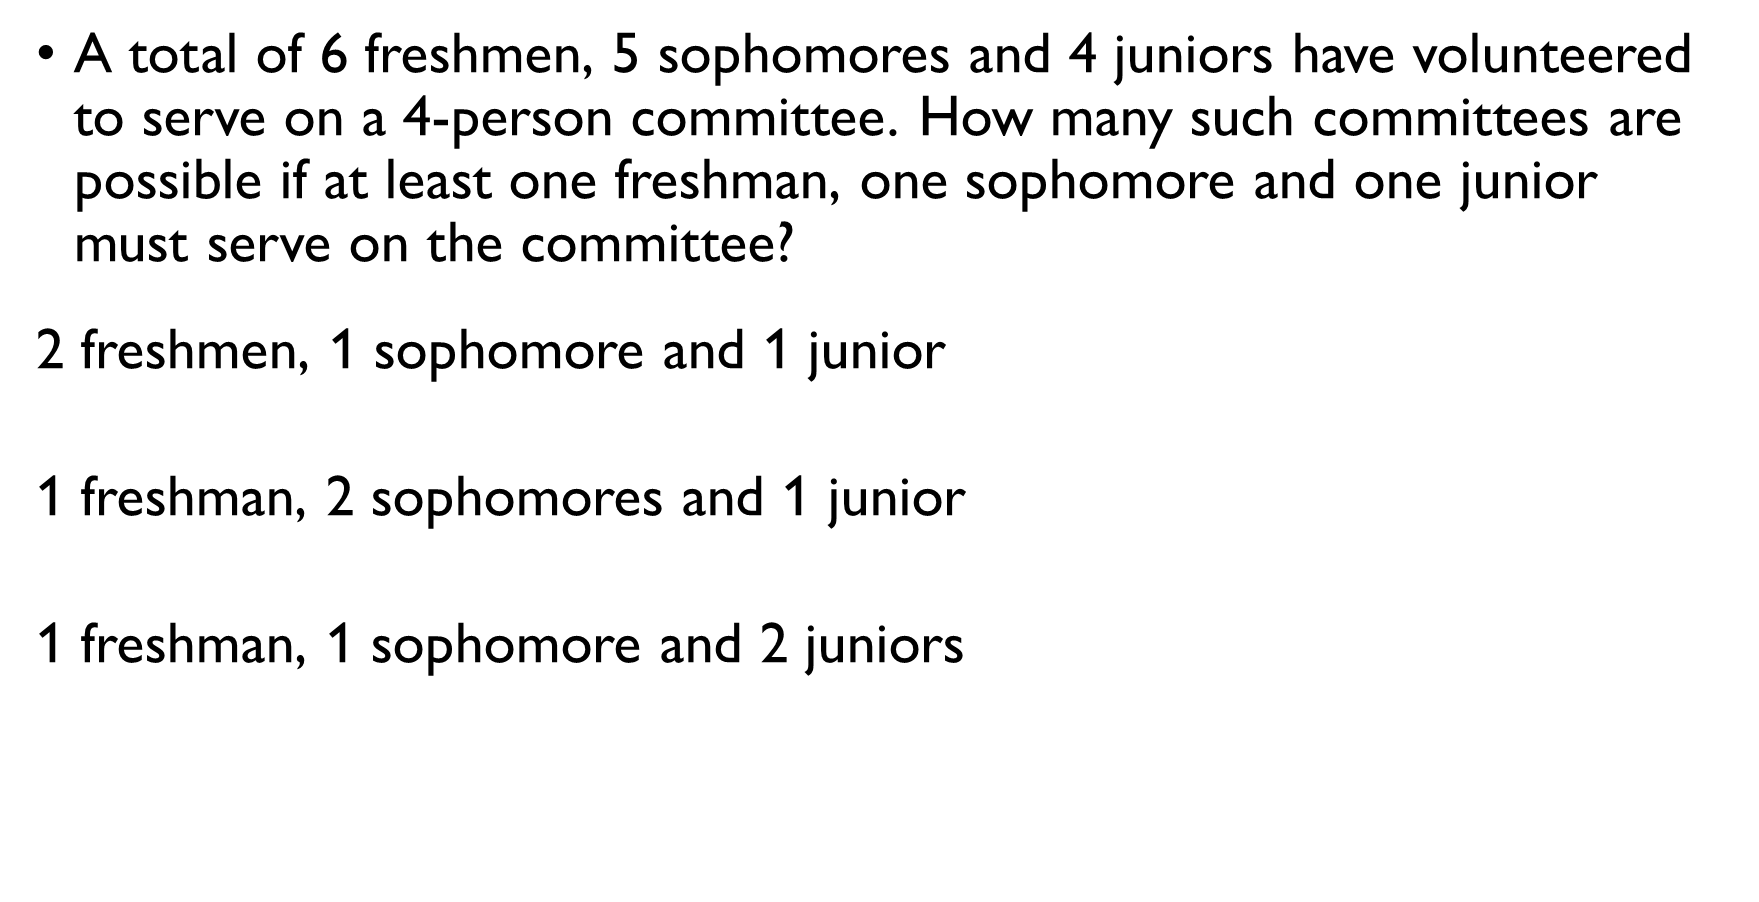 • A total of 6 freshmen, 5 sophomores and 4 juniors have volunteered
to serve on a 4-person committee. How many such committees are
possible if at least one freshman, one sophomore and one junior
must serve on the committee?
2 freshmen, 1 sophomore and 1 junior
1 freshman, 2 sophomores and 1 junior
1 freshman, 1 sophomore and 2 juniors